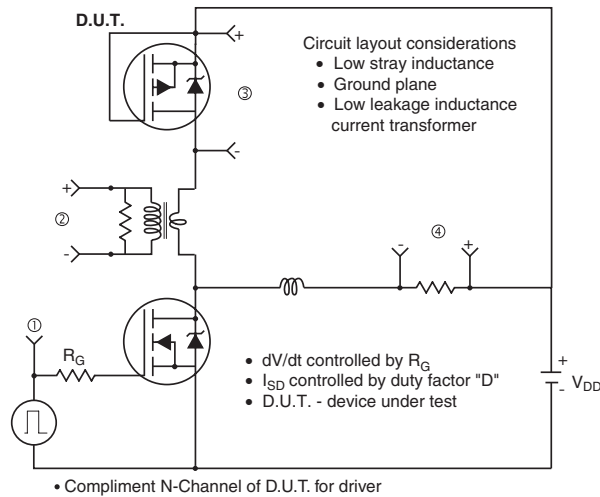 D.U.T.
+
Circuit layout considerations
• Low stray inductance
• Ground plane
• Low leakage inductance
current transformer
③
-
+
②
-
④
-
+
①
R_G
• dV/dt controlled by R_G
• I_SD controlled by duty factor "D"
• D.U.T. - device under test
+
V_DD
-
• Compliment N-Channel of D.U.T. for driver